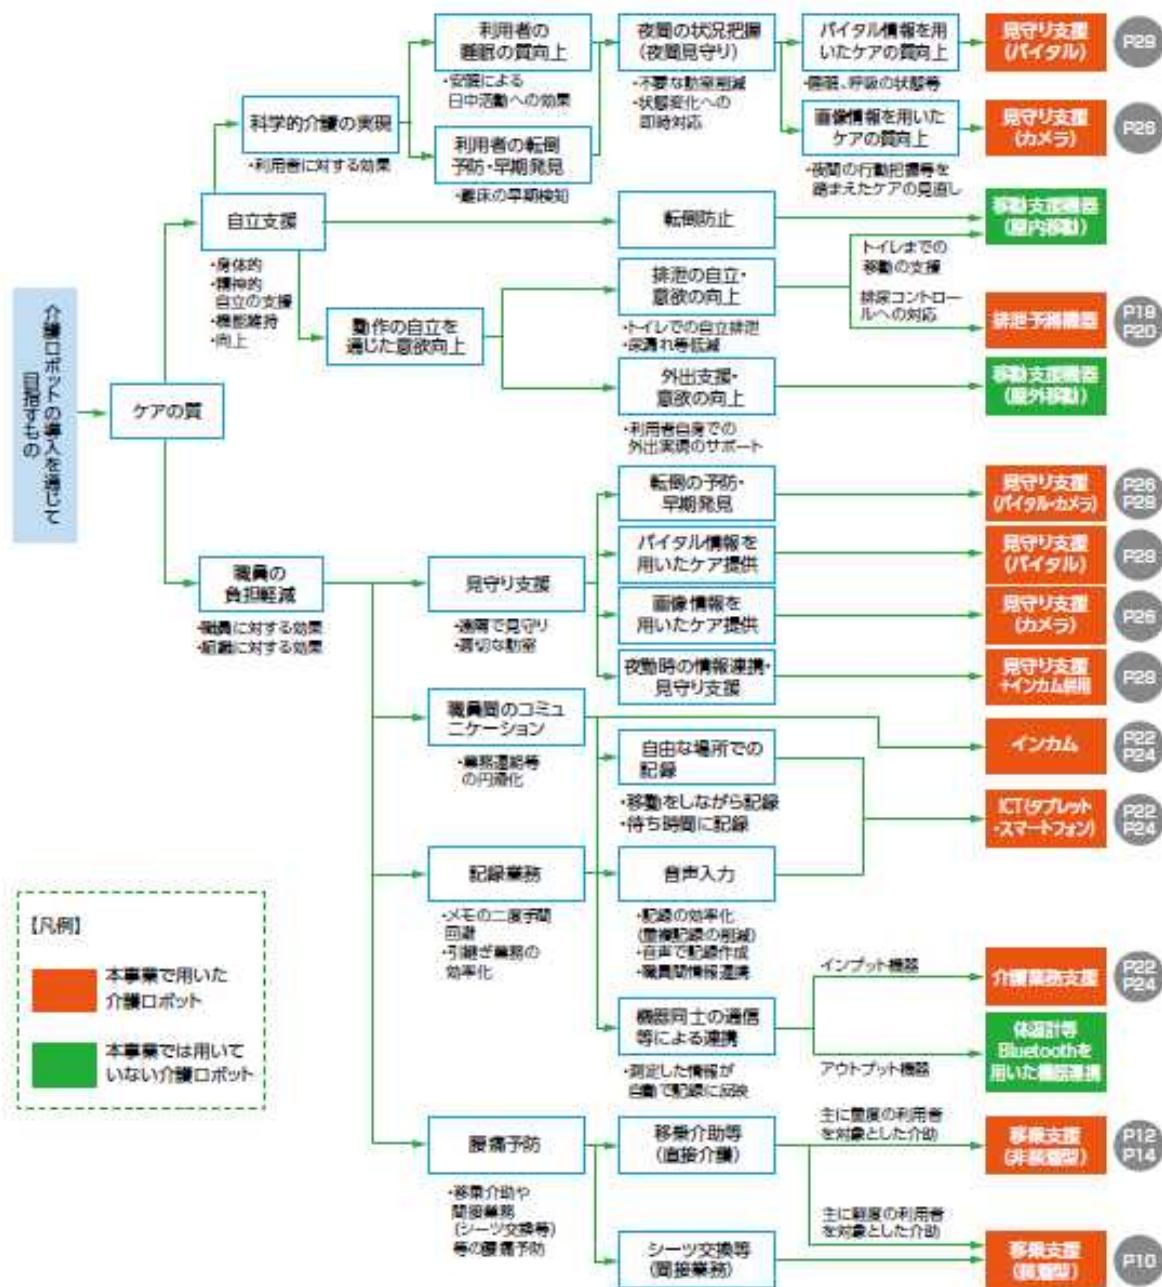 介護ロボットの導入を通じて
目指すもの
ケアの質
自立支援
・身体的
・精神的
自立の支援
・機能維持
・向上
科学的介護の実現
・利用者に対する効果
利用者の
睡眠の質向上
・安眠による
日中活動への効果
利用者の転倒
予防・早期発見
・離床の早期検知
夜間の状況把握
(夜間見守り)
・不要な訪室削減
・状態変化への
即時対応
バイタル情報を用
いたケアの質向上
・睡眠、呼吸の状態等
画像情報を用いた
ケアの質向上
・夜間の行動把握等を
踏まえたケアの見直し
見守り支援
(バイタル)
見守り支援
(カメラ)
P26
転倒防止
移動支援機器
(屋内移動)
動作の自立を
通じた意欲向上
排泄の自立・
意欲の向上
・トイレでの自立排泄
・尿漏れ等低減
トイレまでの
移動の支援
排尿コントロー
ルへの対応
排泄予測機器
P18
P20
外出支援・
意欲の向上
・利用者自身での
外出実現のサポート
移動支援機器
(屋外移動)
職員の
負担軽減
・職員に対する効果
・組織に対する効果
見守り支援
・遠隔で見守り
・適切な訪室
転倒の予防・
早期発見
見守り支援
(バイタル・カメラ)
P26
P28
バイタル情報を
用いたケア提供
見守り支援
(バイタル)
P28
画像情報を
用いたケア提供
見守り支援
(カメラ)
P26
夜勤時の情報連携・
見守り支援
見守り支援
+インカム併用
P28
職員間のコミュ
ニケーション
・業務連絡等
の円滑化
インカム
P22
P24
自由な場所での
記録
・移動をしながら記録
・待ち時間に記録
ICT(タブレット
・スマートフォン)
P22
P24
記録業務
・メモの二度手間
回避
・引継ぎ業務の
効率化
音声入力
・記録の効率化
(重複記録の削減)
・音声で記録作成
・職員間情報連携
機器同士の通信
等による連携
・測定した情報が
自動で記録に反映
インプット機器
介護業務支援
P22
P24
アウトプット機器
体温計等
Bluetoothを
用いた機器連携
腰痛予防
・移乗介助や
間接業務
(シーツ交換等)
等の腰痛予防
移乗介助等
(直接介護)
主に重度の利用者
を対象とした介助
移乗支援
(非装着型)
P12
P14
主に軽度の利用者
を対象とした介助
シーツ交換等
(間接業務)
移乗支援
(装着型)
P10
【凡例】
本事業で用いた
介護ロボット
本事業では用いて
いない介護ロボット